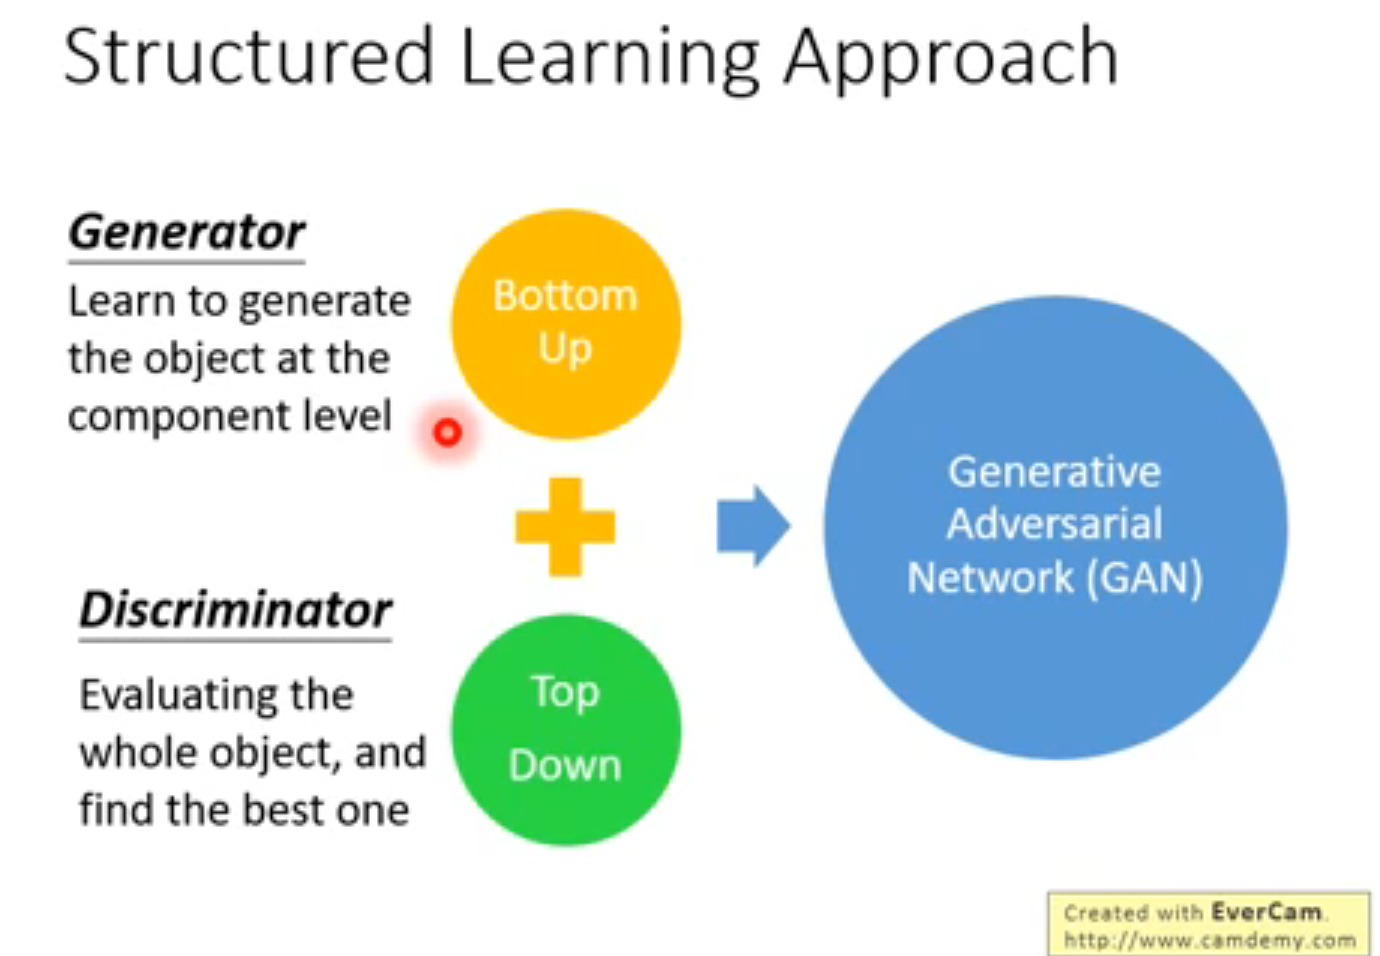 Structured Learning Approach
Generator
Learn to generate
the object at the
component level
Bottom
Up
Discriminator
Evaluating the
whole object, and
find the best one
Top
Down
Generative
Adversarial
Network (GAN)
Created with EverCam.
http://www.camdemy.com